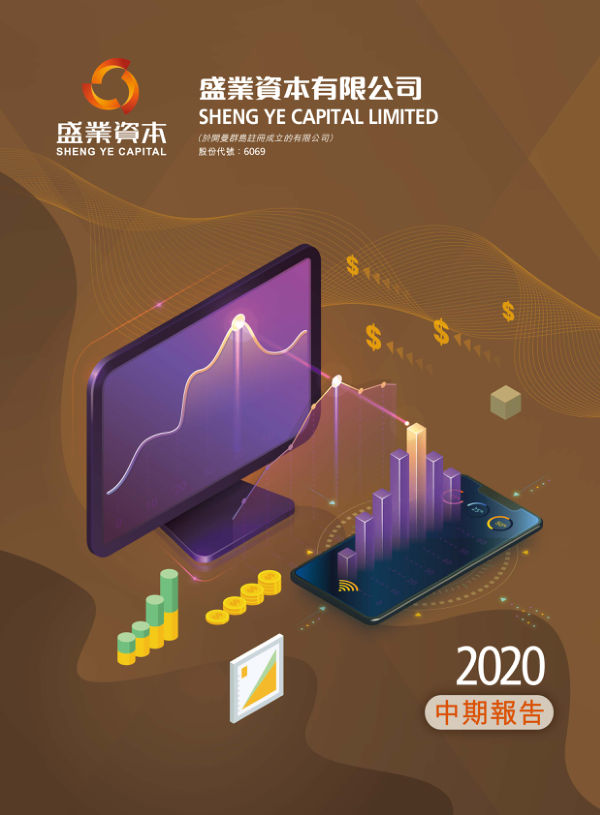 盛業資本
SHENG YE CAPITAL
盛業資本有限公司
SHENG YE CAPITAL LIMITED
(於開曼群島註冊成立的有限公司)
股份代號：6069
$
$
$
$
2020
中期報告